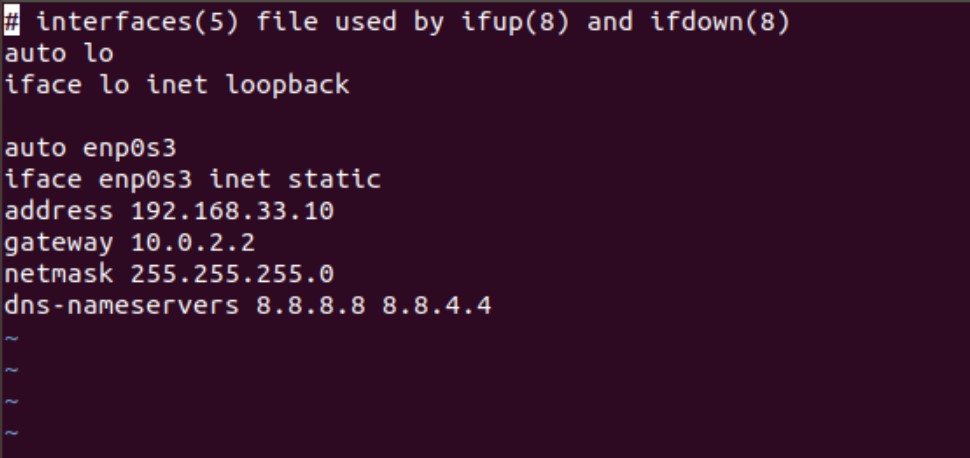 # interfaces(5) file used by ifup(8) and ifdown(8)
auto lo
iface lo inet loopback

auto enp0s3
iface enp0s3 inet static
address 192.168.33.10
gateway 10.0.2.2
netmask 255.255.255.0
dns-nameservers 8.8.8.8 8.8.4.4
~
~
~
~